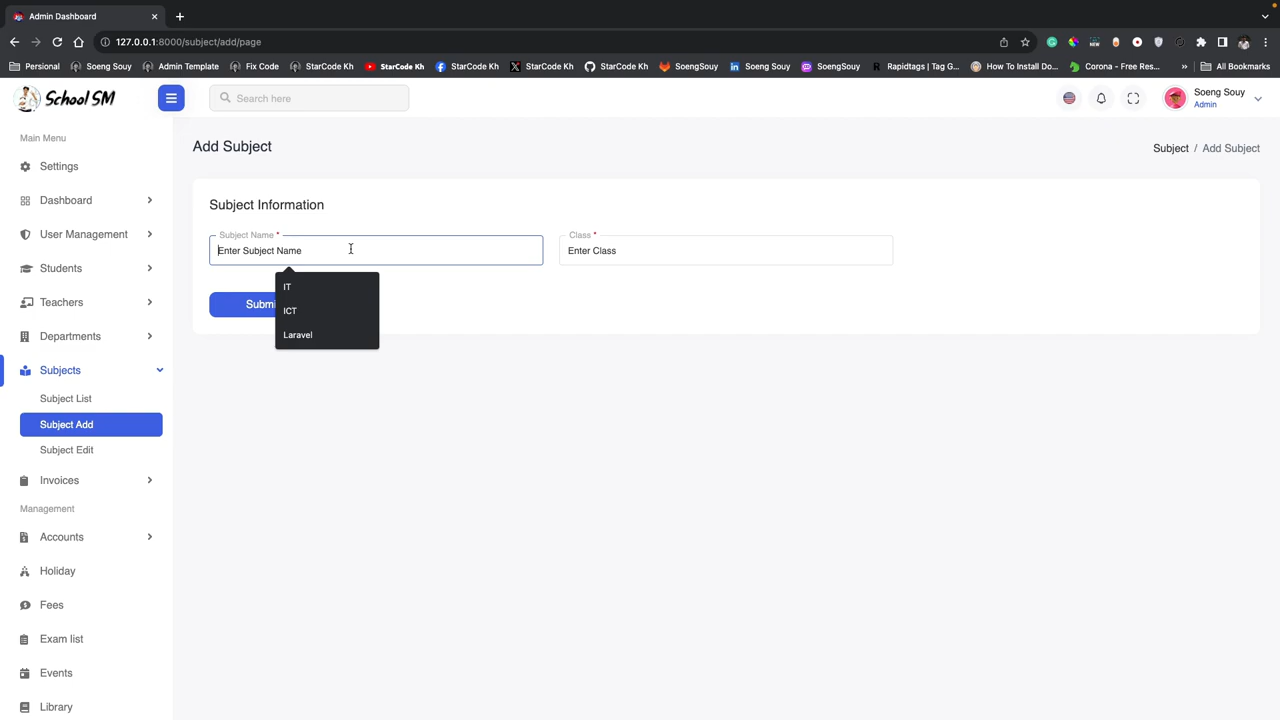 Admin Dashboard
127.0.0.1:8000/subject/add/page
Personal
Soeng Souy
Admin Template
Fix Code
StarCode Kh
StarCode Kh
StarCode Kh
StarCode Kh
StarCode Kh
SoengSouy
Soeng Souy
SoengSouy
Rapidtags | Tag G...
How To Install Do...
Corona - Free Res...
All Bookmarks
School SM
Search here
Soeng Souy
Admin
Main Menu
Settings
Dashboard
User Management
Students
Teachers
Departments
Subjects
Subject List
Subject Add
Subject Edit
Invoices
Management
Accounts
Holiday
Fees
Exam list
Events
Library
Add Subject
Subject / Add Subject
Subject Information
Subject Name *
Enter Subject Name
Class *
Enter Class
IT
ICT
Laravel
Submi